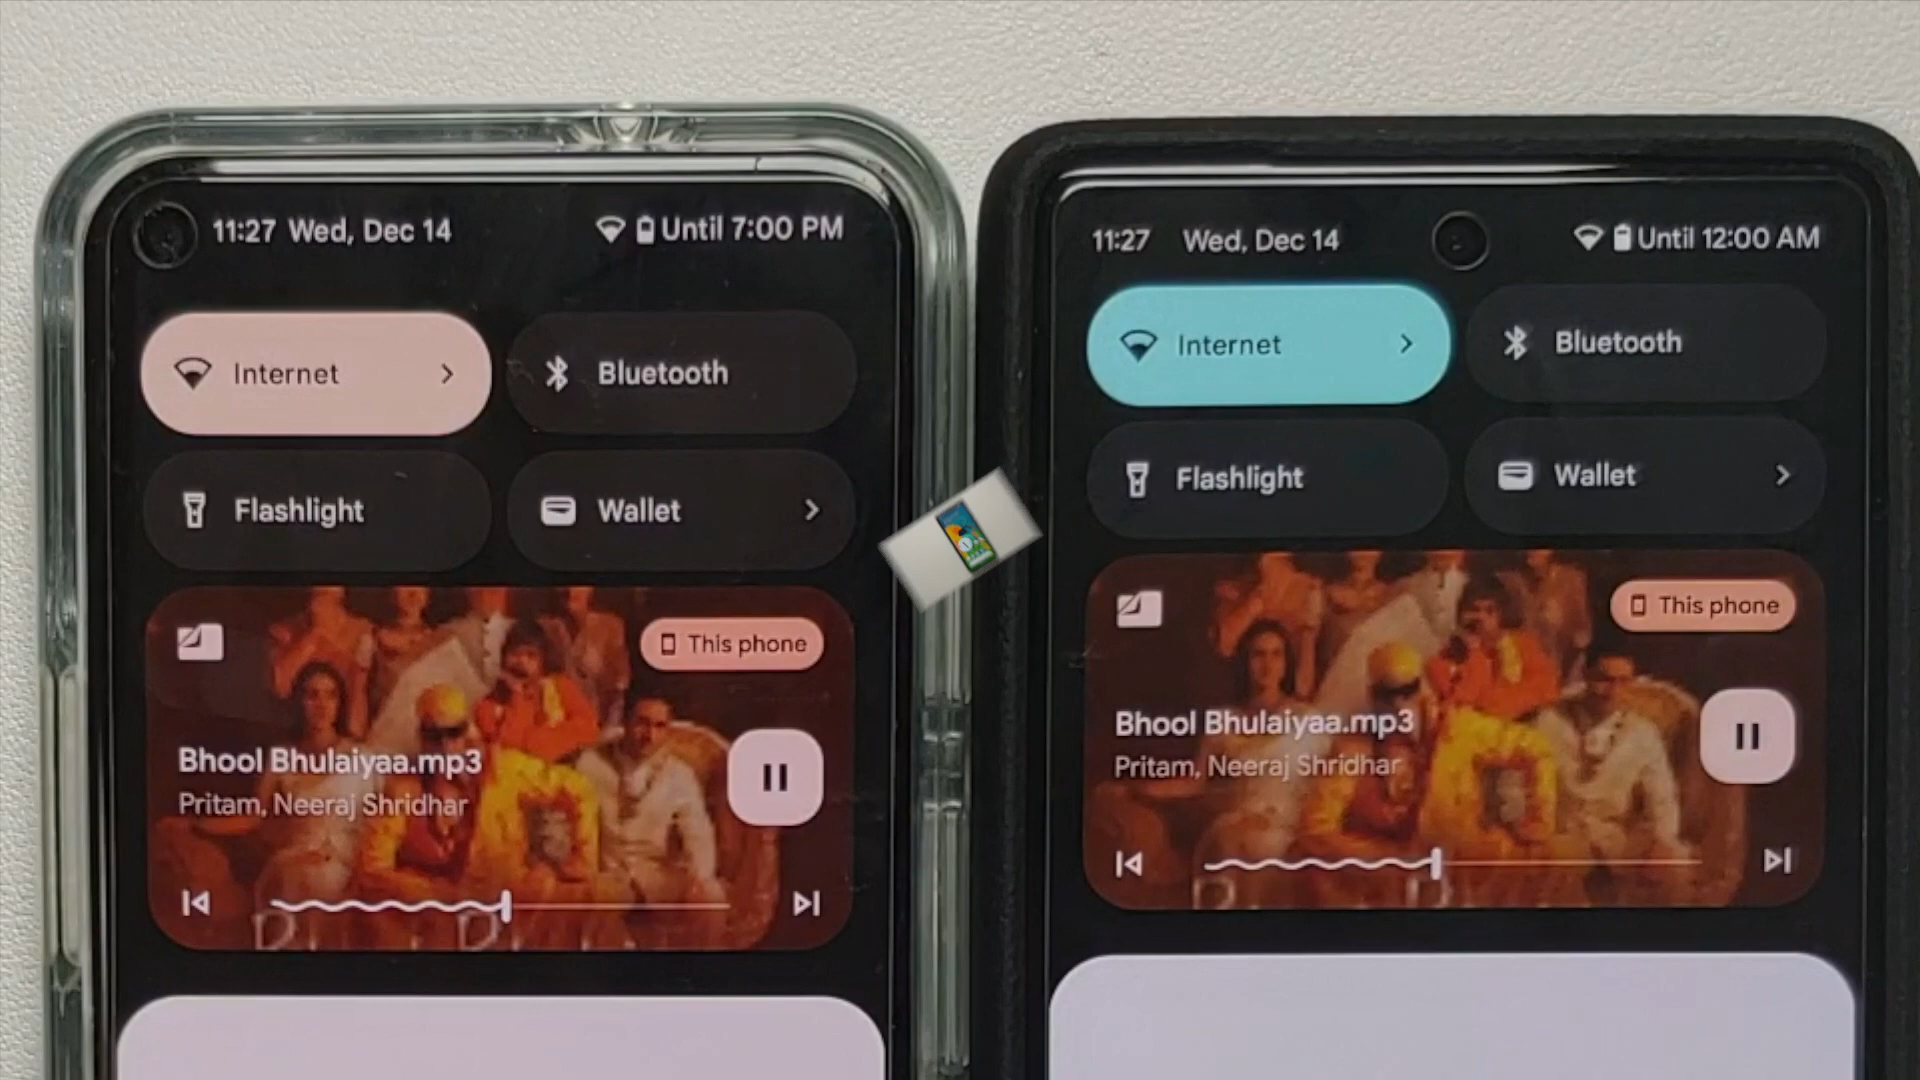 11:27 Wed, Dec 14 Until 7:00 PM
Internet
Bluetooth
Flashlight
Wallet
This phone
Bhool Bhulaiyaa.mp3
Pritam, Neeraj Shridhar
11:27 Wed, Dec 14 Until 12:00 AM
Internet
Bluetooth
Flashlight
Wallet
This phone
Bhool Bhulaiyaa.mp3
Pritam, Neeraj Shridhar